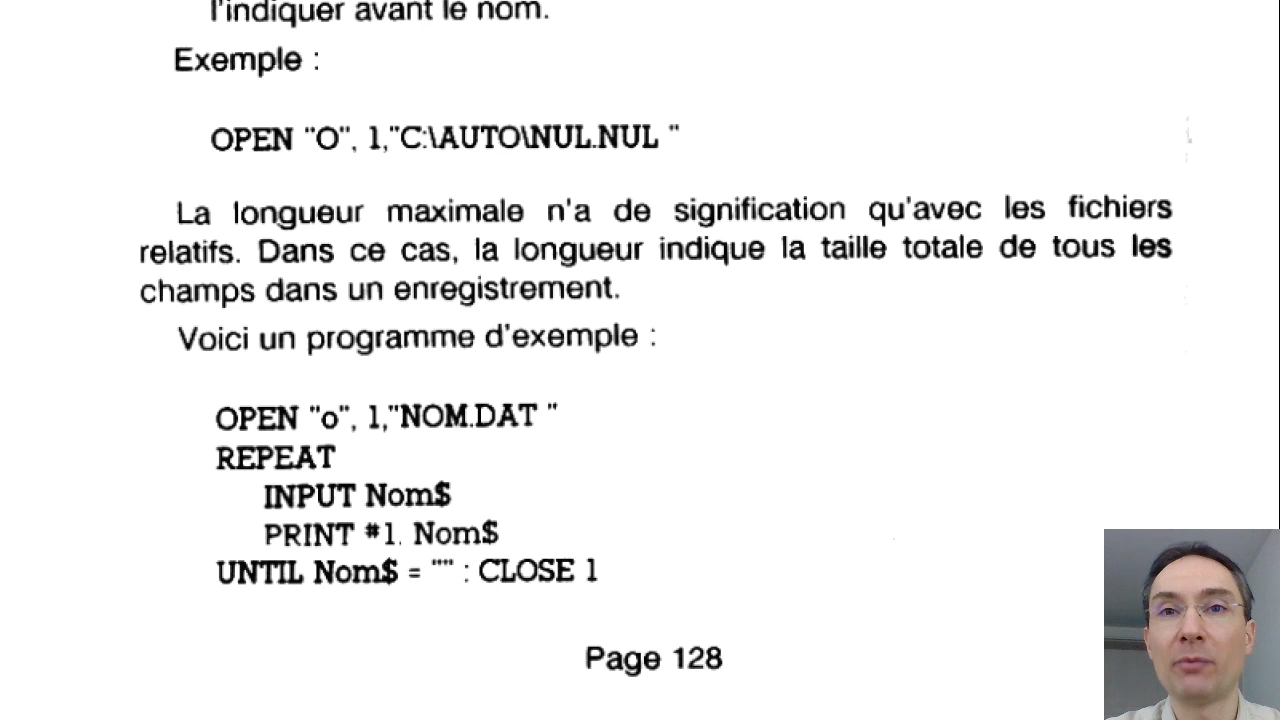 l'indiquer avant le nom.
Exemple :
OPEN "O", 1,"C:\AUTO\NUL.NUL "
La longueur maximale n'a de signification qu'avec les fichiers
relatifs. Dans ce cas, la longueur indique la taille totale de tous les
champs dans un enregistrement.
Voici un programme d'exemple :
OPEN "o", 1,"NOM.DAT "
REPEAT
INPUT Nom$
PRINT #1, Nom$
UNTIL Nom$ = "" : CLOSE 1
Page 128